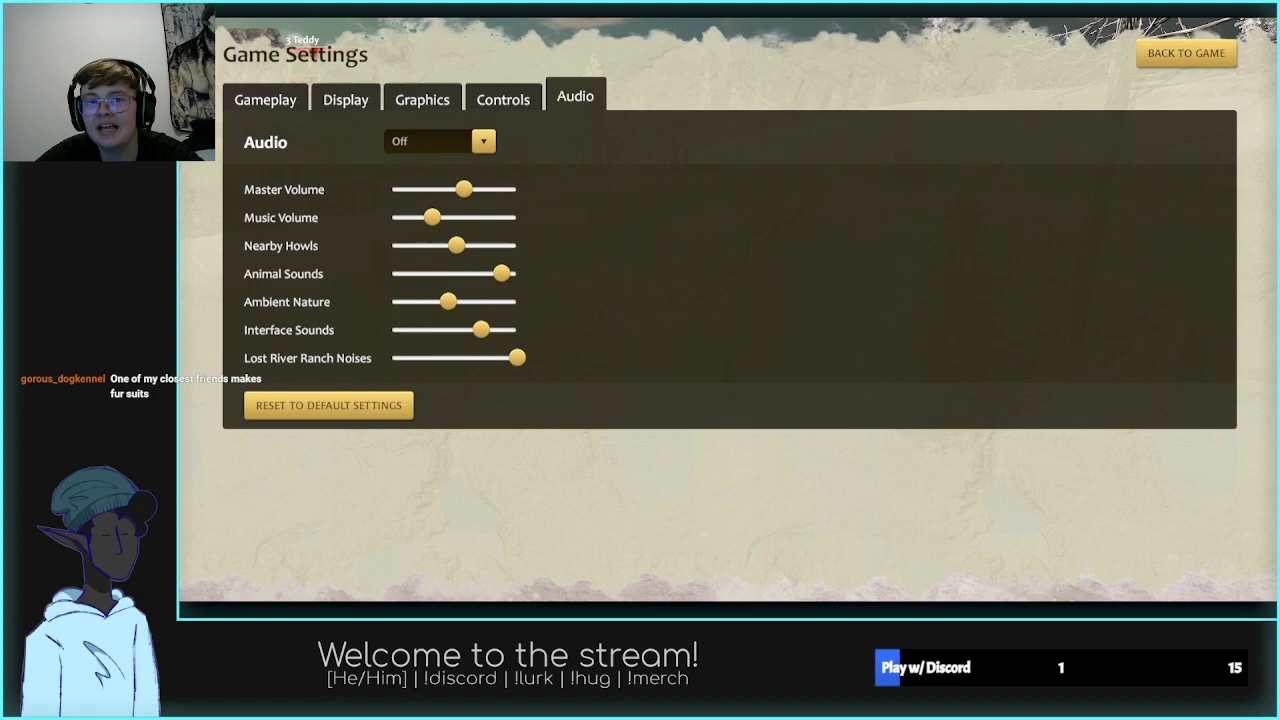 3 Teddy
Game Settings
BACK TO GAME
Gameplay
Display
Graphics
Controls
Audio
Audio
Off
Master Volume
Music Volume
Nearby Howls
Animal Sounds
Ambient Nature
Interface Sounds
Lost River Ranch Noises
RESET TO DEFAULT SETTINGS
gorous_dogkennel One of my closest friends makes
fur suits
Welcome to the stream!
[He/Him] | !discord | !lurk | !hug | !merch
Play w/ Discord 1 15